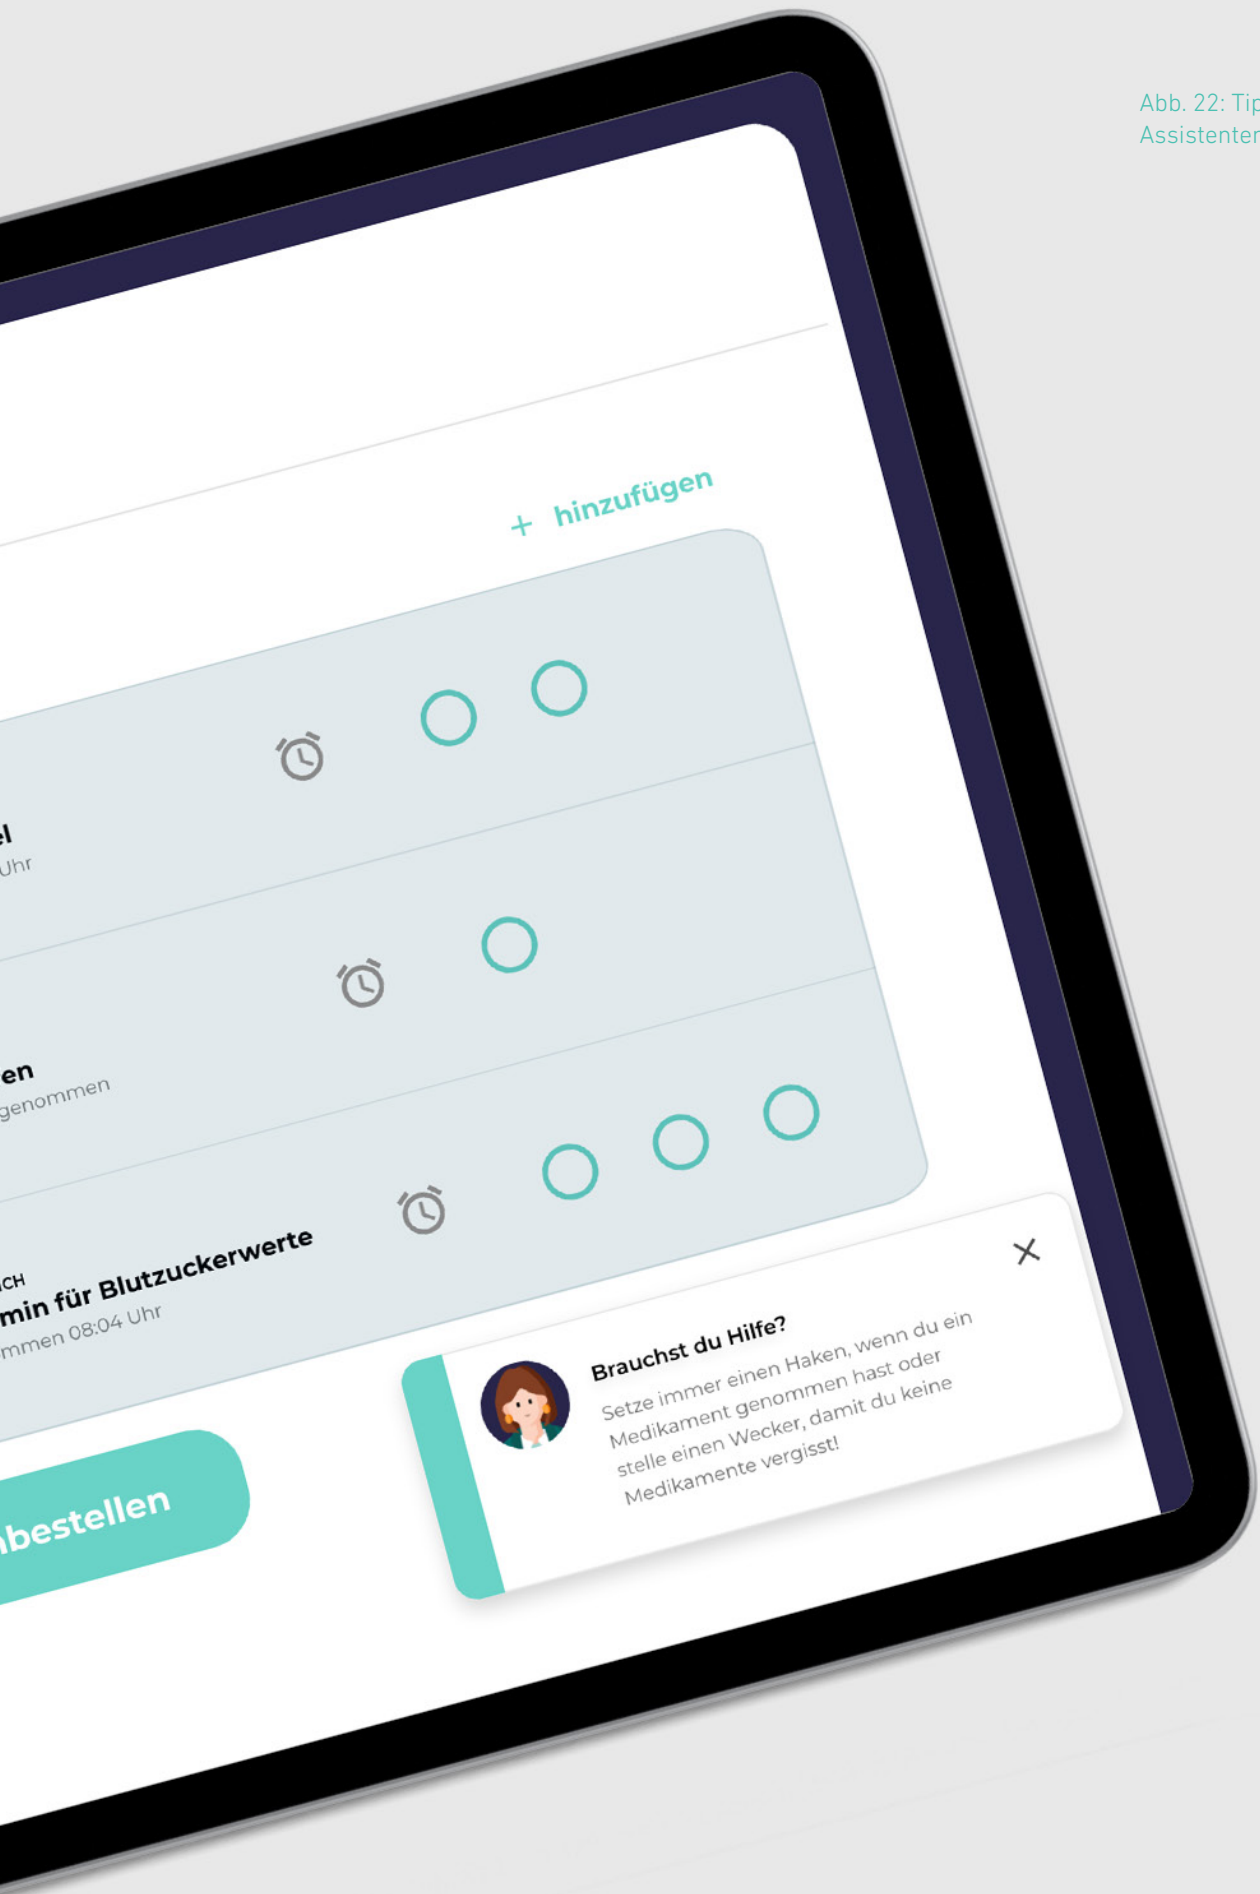 Abb. 22: Tip
Assistenten
+ hinzufügen
el
Uhr
en
genommen
ICH
min für Blutzuckerwerte
mmen 08:04 Uhr
Brauchst du Hilfe?
Setze immer einen Haken, wenn du ein
Medikament genommen hast oder
stelle einen Wecker, damit du keine
Medikamente vergisst!
bestellen